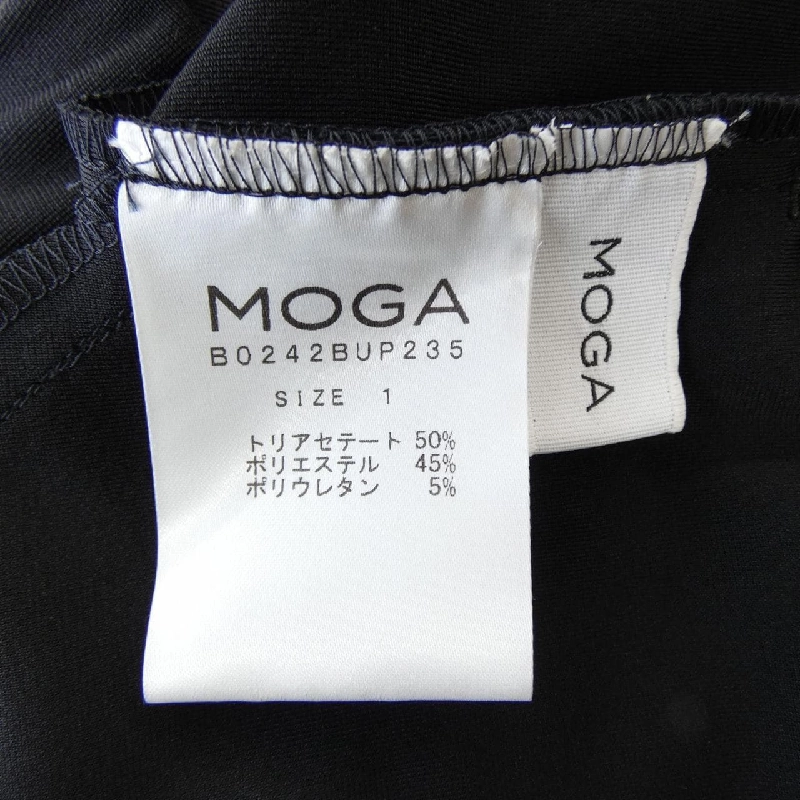 MOGA
B0242BUP235
SIZE 1
トリアセテート 50%
ポリエステル 45%
ポリウレタン 5%
MOGA